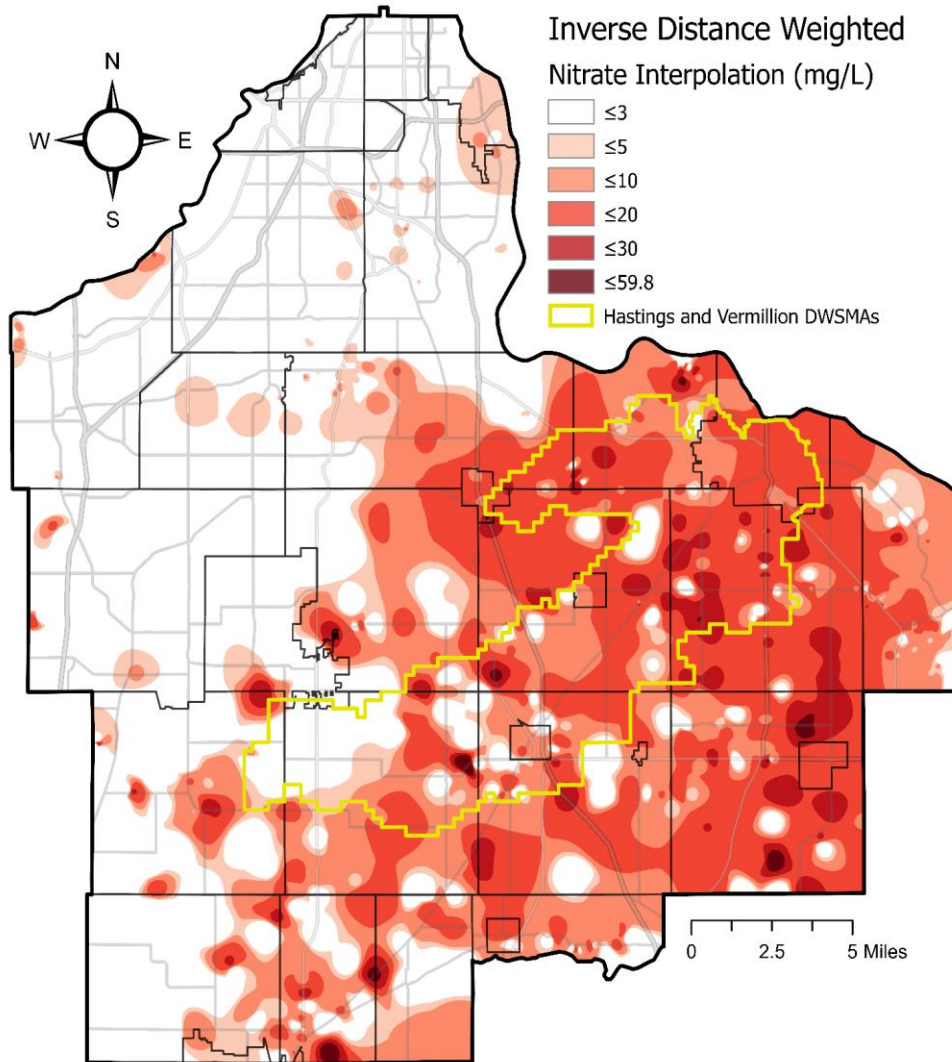 Inverse Distance Weighted
Nitrate Interpolation (mg/L)
N
W E
S
≤3
≤5
≤10
≤20
≤30
≤59.8
Hastings and Vermillion DWSMAs
0 2.5 5 Miles